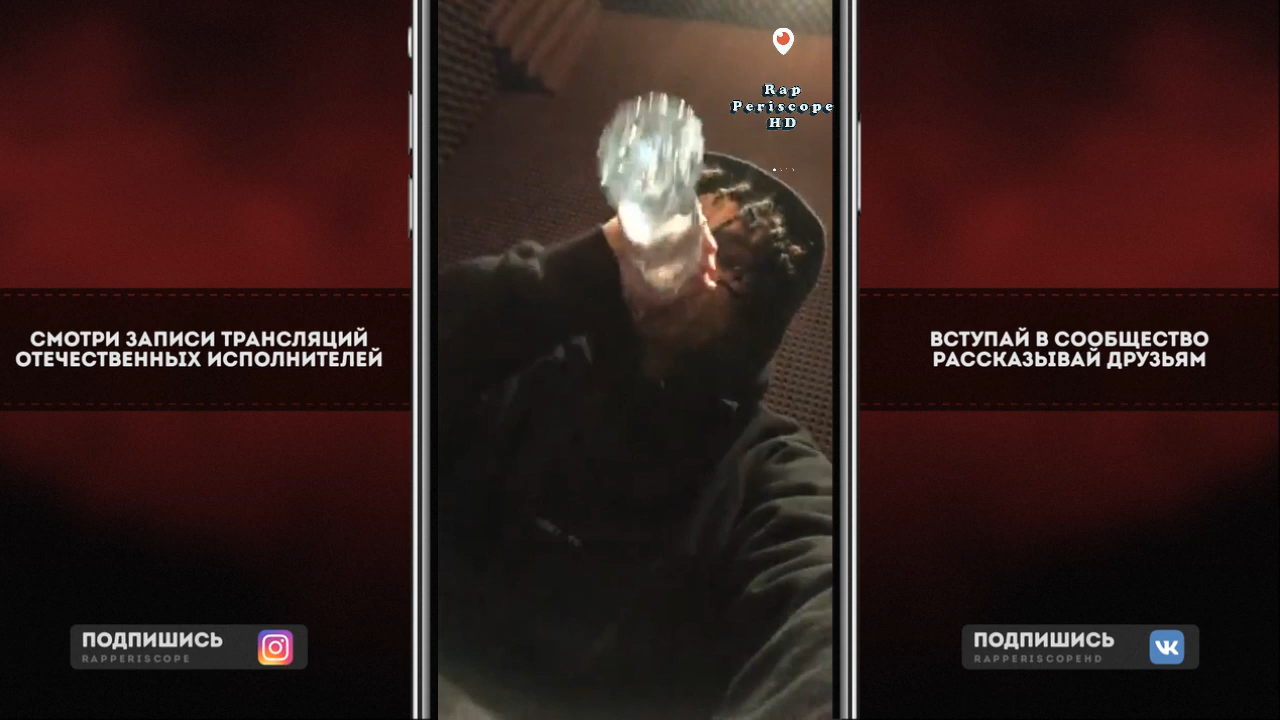 Rap
Periscope
HD
СМОТРИ ЗАПИСИ ТРАНСЛЯЦИЙ
ОТЕЧЕСТВЕННЫХ ИСПОЛНИТЕЛЕЙ
ВСТУПАЙ В СООБЩЕСТВО
РАССКАЗЫВАЙ ДРУЗЬЯМ
ПОДПИШИСЬ
RAPPERISCOPE
ПОДПИШИСЬ
RAPPERISCOPEHD